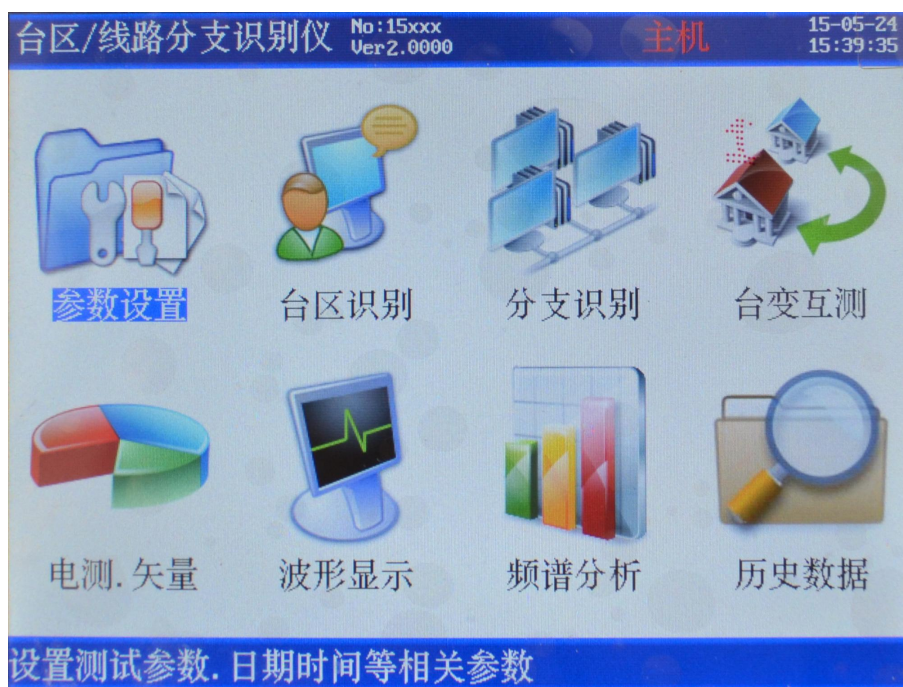 台区/线路分支识别仪
No:15xxx
Ver2.0000
主机
15-05-24
15:39:35
1
参数设置
台区识别
分支识别
台变互测
电测.矢量
波形显示
频谱分析
历史数据
设置测试参数.日期时间等相关参数